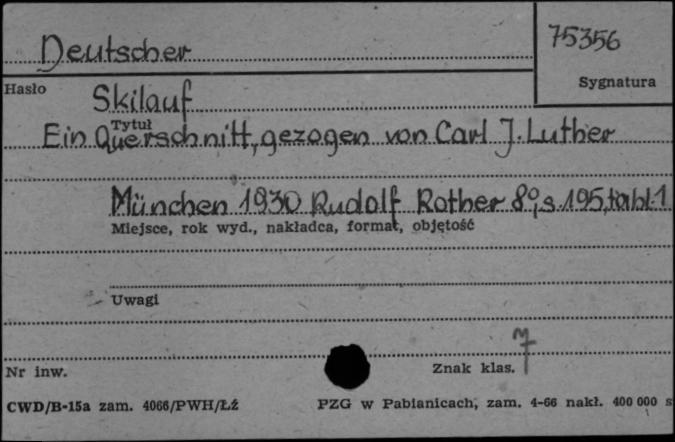 Deutscher
75356
Hasło
Sygnatura
Skilauf
Tytuł
Ein Querschnitt, gezogen von Carl J. Luther
München 1930 Rudolf Rother 8°, s. 195, tabl. 1
Miejsce, rok wyd., nakładca, format, objętość
Uwagi
7
Nr inw.
Znak klas.
CWD/B-15a zam. 4066/PWH/ŁŻ
PZG w Pabianicach, zam. 4-66 nakł. 400 000 s